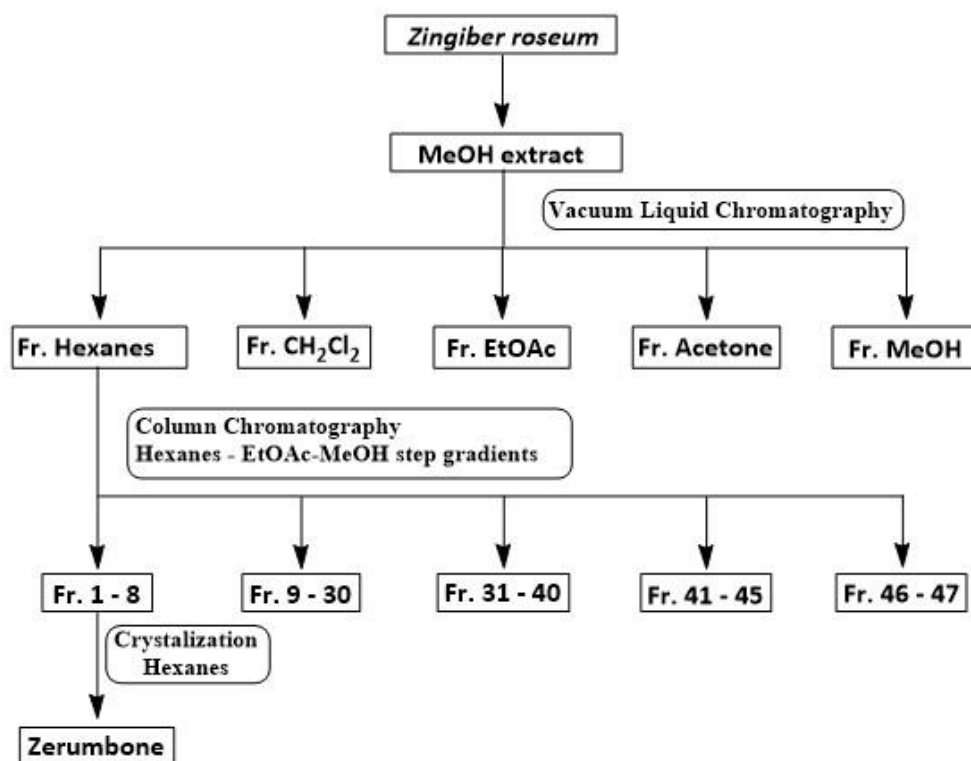 Zingiber roseum
MeOH extract
Vacuum Liquid Chromatography
Fr. Hexanes
Fr. CH₂Cl₂
Fr. EtOAc
Fr. Acetone
Fr. MeOH
Column Chromatography
Hexanes - EtOAc-MeOH step gradients
Fr. 1 - 8
Fr. 9 - 30
Fr. 31 - 40
Fr. 41 - 45
Fr. 46 - 47
Crystalization
Hexanes
Zerumbone